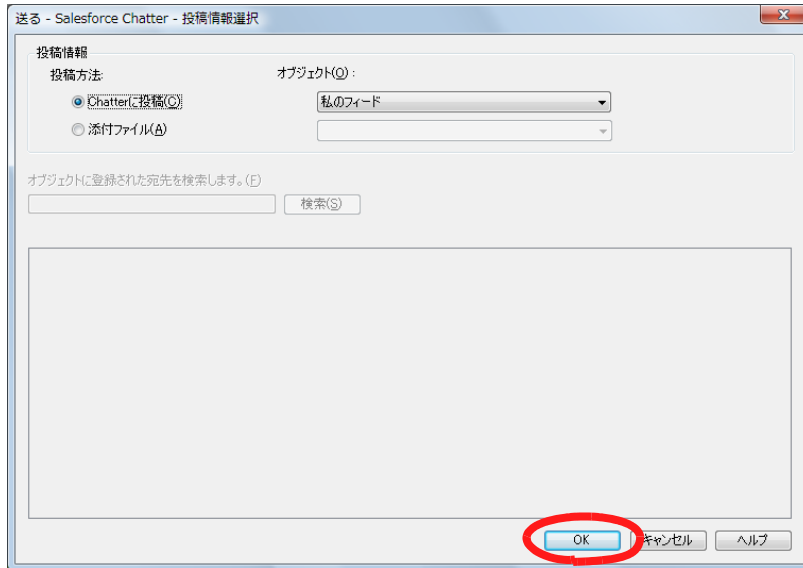 送る - Salesforce Chatter - 投稿情報選択
投稿情報
投稿方法:
オブジェクト(O) :
Chatterに投稿(C)
私のフィード
添付ファイル(A)
オブジェクトに登録された宛先を検索します。(F)
検索(S)
OK
キャンセル
ヘルプ